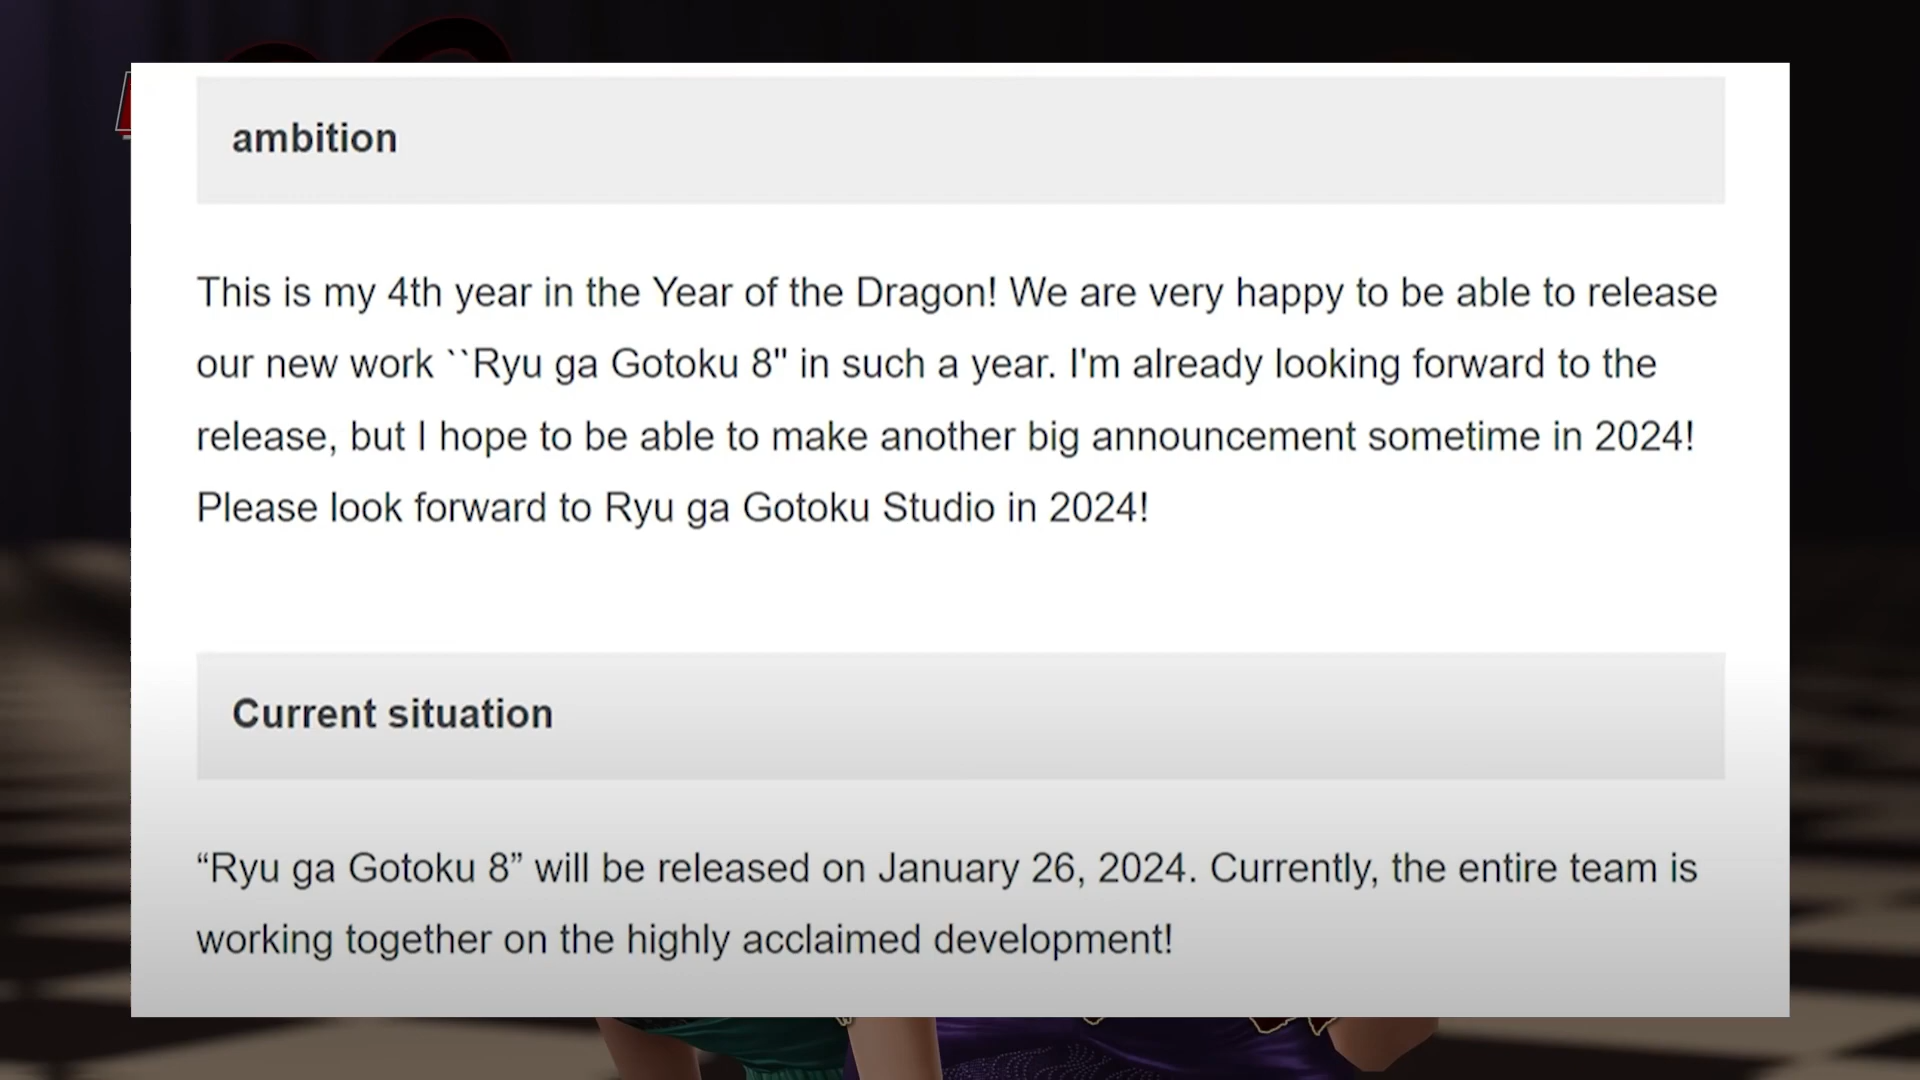 ambition
This is my 4th year in the Year of the Dragon! We are very happy to be able to release
our new work ``Ryu ga Gotoku 8" in such a year. I'm already looking forward to the
release, but I hope to be able to make another big announcement sometime in 2024!
Please look forward to Ryu ga Gotoku Studio in 2024!
Current situation
“Ryu ga Gotoku 8” will be released on January 26, 2024. Currently, the entire team is
working together on the highly acclaimed development!